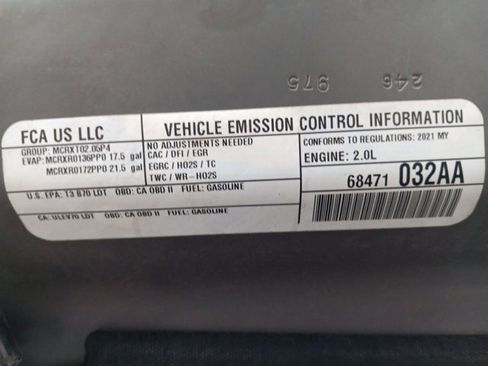 975 246
FCA US LLC
VEHICLE EMISSION CONTROL INFORMATION
GROUP: MCRXT02.05P4
EVAP: MCRXR0136PP0 17.5 gal
MCRXR0172PP0 21.5 gal
NO ADJUSTMENTS NEEDED
CAC / DFI / EGR
EGRC / HO2S / TC
TWC / WR-HO2S
CONFORMS TO REGULATIONS: 2021 MY
ENGINE: 2.0L
68471 032AA
U.S. EPA: T3 B70 LDT OBD: CA OBD II FUEL: GASOLINE
CA: ULEV70 LDT OBD: CA OBD II FUEL: GASOLINE